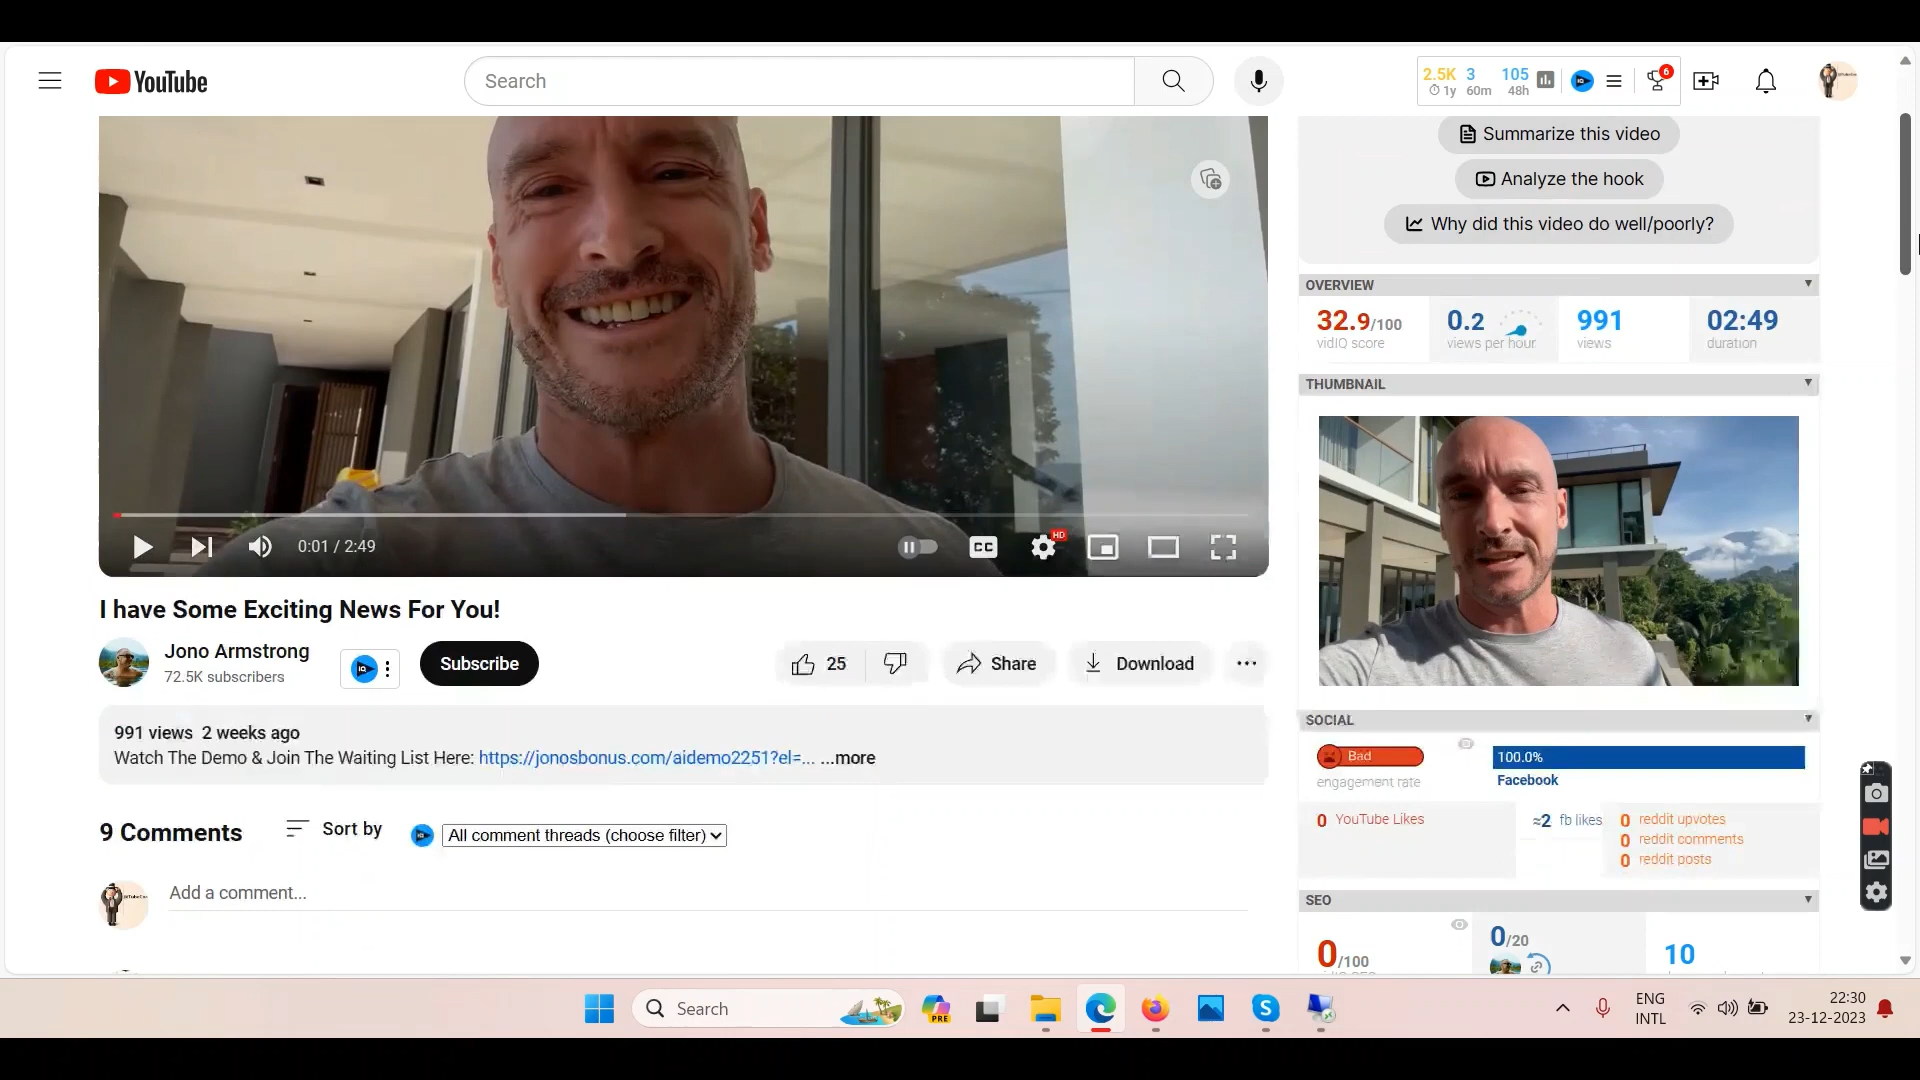 YouTube
Search
2.5K 3 105
1y 60m 48h
6
Summarize this video
Analyze the hook
Why did this video do well/poorly?
OVERVIEW
32.9/100 0.2 991 02:49
vidIQ score views per hour views duration
THUMBNAIL
0:01 / 2:49
CC
HD
I have Some Exciting News For You!
Jono Armstrong
72.5K subscribers
IQ
Subscribe
25
Share
Download
991 views 2 weeks ago
Watch The Demo & Join The Waiting List Here: https://jonosbonus.com/aidemo2251?el=... ...more
SOCIAL
Bad
engagement rate
100.0%
Facebook
0 YouTube Likes
≈2 fb likes
0 reddit upvotes
0 reddit comments
0 reddit posts
9 Comments
Sort by
All comment threads (choose filter)
Add a comment...
SEO
0/100
0/20
10
Search
PRE
ENG
INTL
22:30
23-12-2023